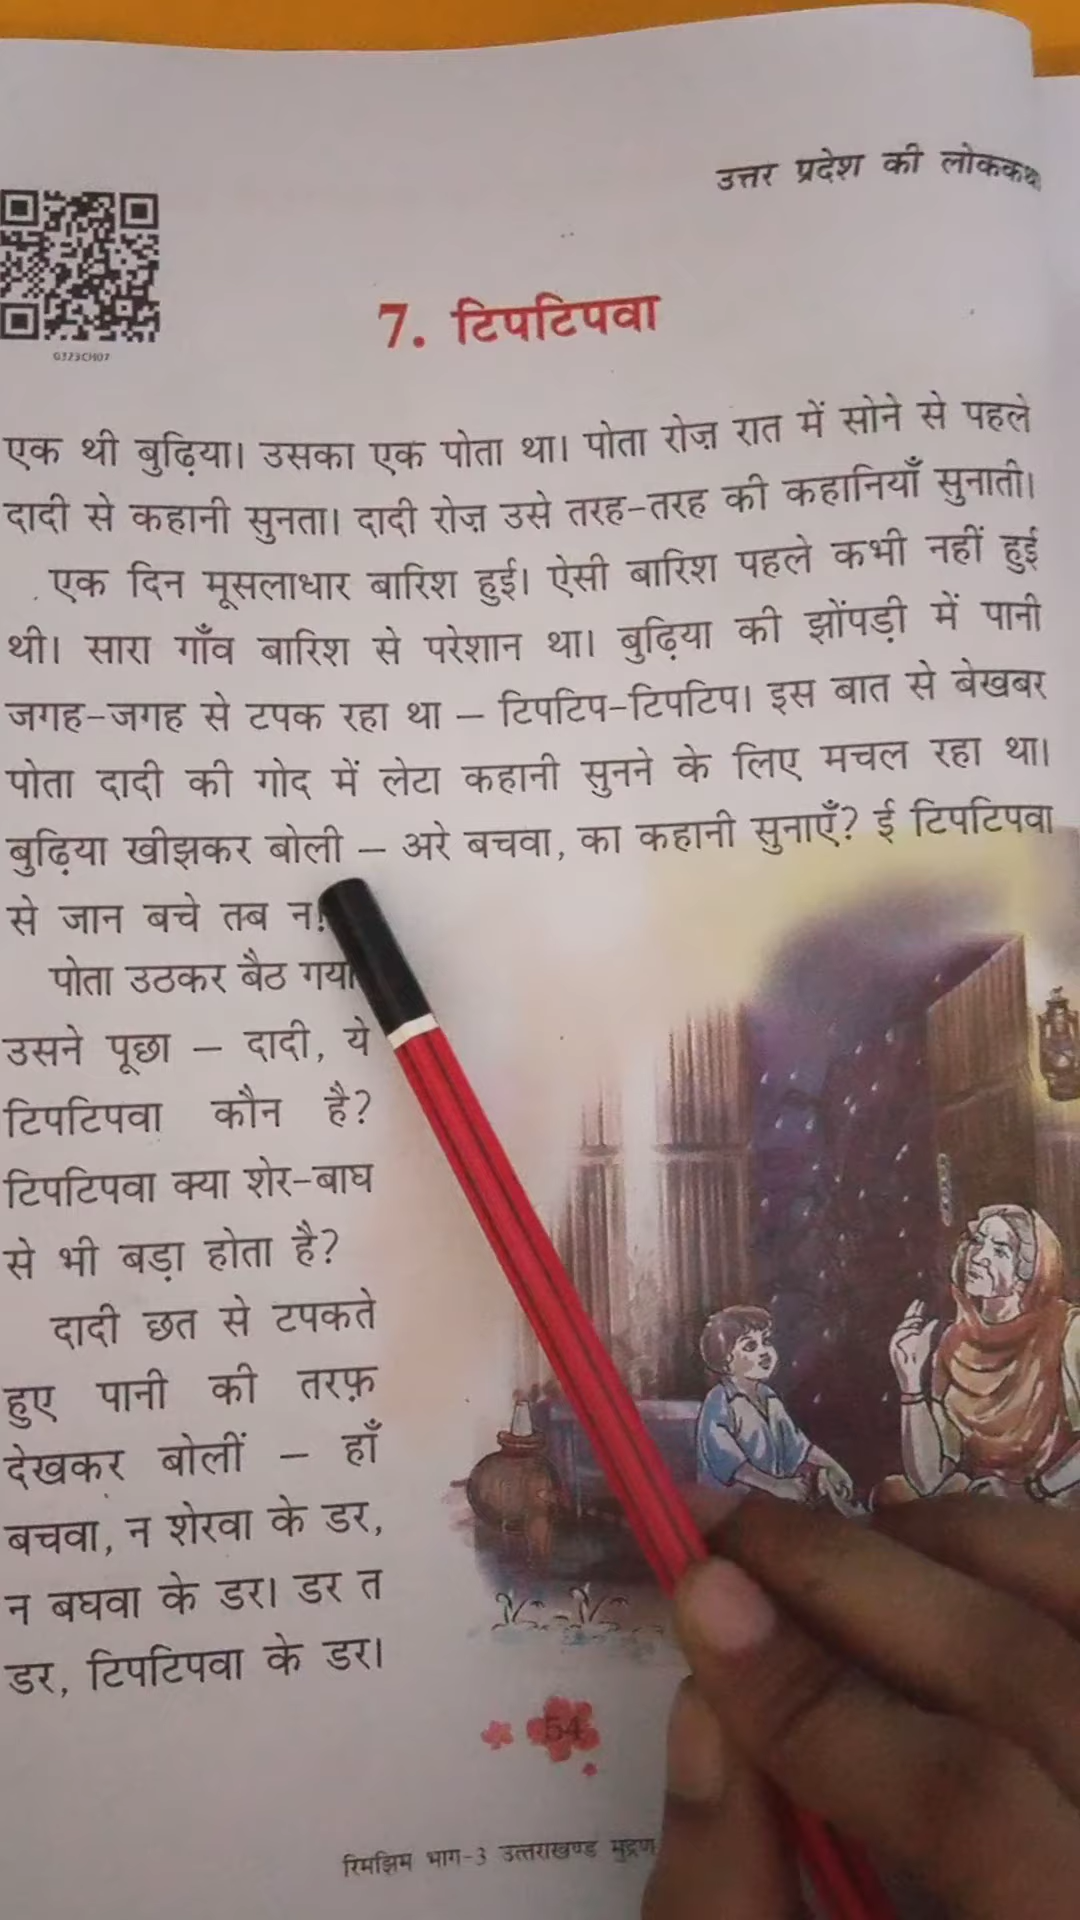 उत्तर प्रदेश की लोककथा
0323CH07
7. टिपटिपवा
एक थी बुढ़िया। उसका एक पोता था। पोता रोज़ रात में सोने से पहले
दादी से कहानी सुनता। दादी रोज़ उसे तरह-तरह की कहानियाँ सुनाती।
एक दिन मूसलाधार बारिश हुई। ऐसी बारिश पहले कभी नहीं हुई
थी। सारा गाँव बारिश से परेशान था। बुढ़िया की झोंपड़ी में पानी
जगह-जगह से टपक रहा था – टिपटिप-टिपटिप। इस बात से बेखबर
पोता दादी की गोद में लेटा कहानी सुनने के लिए मचल रहा था।
बुढ़िया खीझकर बोली – अरे बचवा, का कहानी सुनाएँ? ई टिपटिपवा
से जान बचे तब न!
पोता उठकर बैठ गया
उसने पूछा – दादी, ये
टिपटिपवा कौन है?
टिपटिपवा क्या शेर-बाघ
से भी बड़ा होता है?
दादी छत से टपकते
हुए पानी की तरफ़
देखकर बोलीं – हाँ
बचवा, न शेरवा के डर,
न बघवा के डर। डर त
डर, टिपटिपवा के डर।
54
रिमझिम भाग-3 उत्तराखण्ड मुद्रण